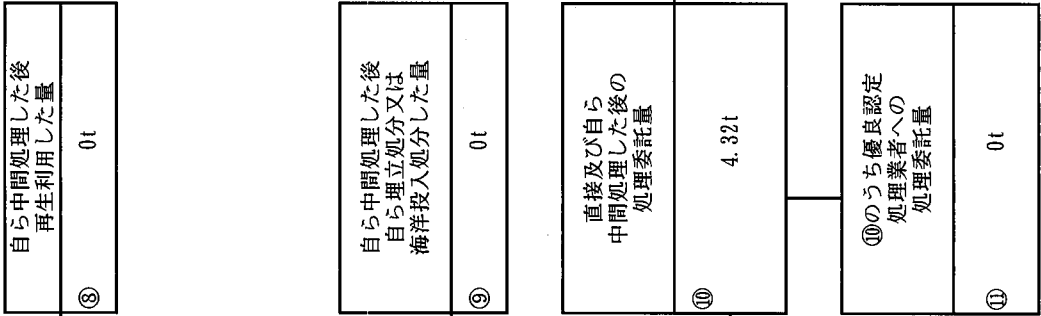 自ら中間処理した後
再生利用した量
⑧
0t
自ら中間処理した後
自ら埋立処分又は
海洋投入処分した量
⑨
0t
直接及び自ら
中間処理した後の
処理委託量
⑩
4.32t
⑩のうち優良認定
処理業者への
処理委託量
⑪
0t